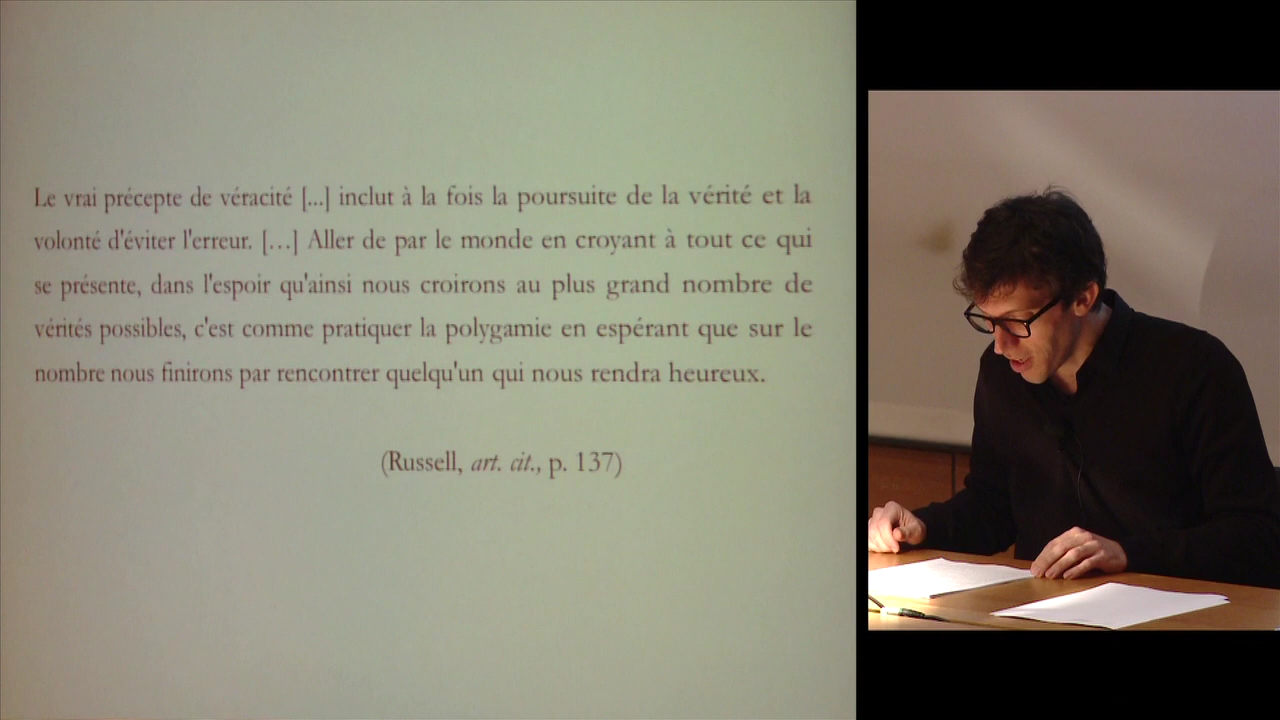 Le vrai précepte de véracité [...] inclut à la fois la poursuite de la vérité et la
volonté d'éviter l'erreur. […] Aller de par le monde en croyant à tout ce qui
se présente, dans l'espoir qu'ainsi nous croirons au plus grand nombre de
vérités possibles, c'est comme pratiquer la polygamie en espérant que sur le
nombre nous finirons par rencontrer quelqu'un qui nous rendra heureux.
(Russell, art. cit., p. 137)